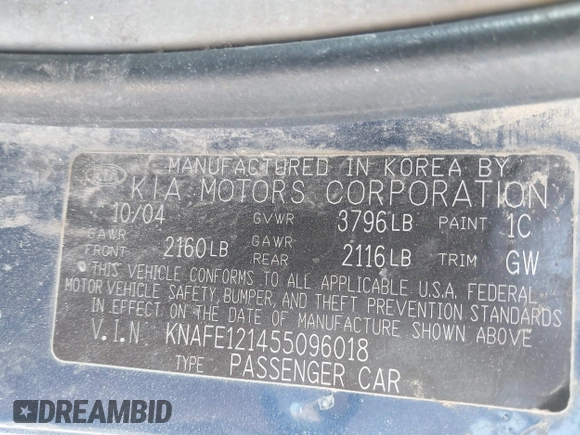 MANUFACTURED IN KOREA BY
KIA KIA MOTORS CORPORATION
10/04 GVWR 3796LB PAINT 1C
GAWR FRONT 2160LB GAWR REAR 2116LB TRIM GW
• THIS VEHICLE CONFORMS TO ALL APPLICABLE U.S.A. FEDERAL
MOTOR VEHICLE SAFETY, BUMPER, AND THEFT PREVENTION STANDARDS
IN EFFECT ON THE DATE OF MANUFACTURE SHOWN ABOVE
V.I.N KNAFE121455096018
TYPE PASSENGER CAR
DREAMBID